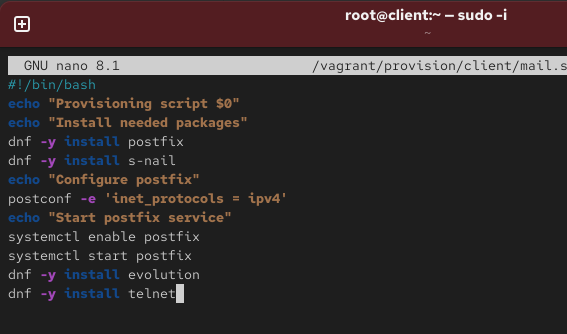 root@client:~ — sudo -i
~
GNU nano 8.1 /vagrant/provision/client/mail.s
#!/bin/bash
echo "Provisioning script $0"
echo "Install needed packages"
dnf -y install postfix
dnf -y install s-nail
echo "Configure postfix"
postconf -e 'inet_protocols = ipv4'
echo "Start postfix service"
systemctl enable postfix
systemctl start postfix
dnf -y install evolution
dnf -y install telnet